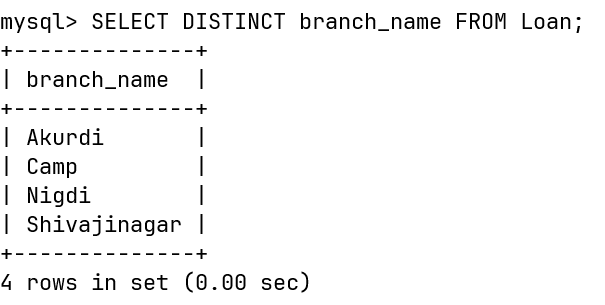 mysql> SELECT DISTINCT branch_name FROM Loan;
+--------------+
| branch_name  |
+--------------+
| Akurdi       |
| Camp         |
| Nigdi        |
| Shivajinagar |
+--------------+
4 rows in set (0.00 sec)